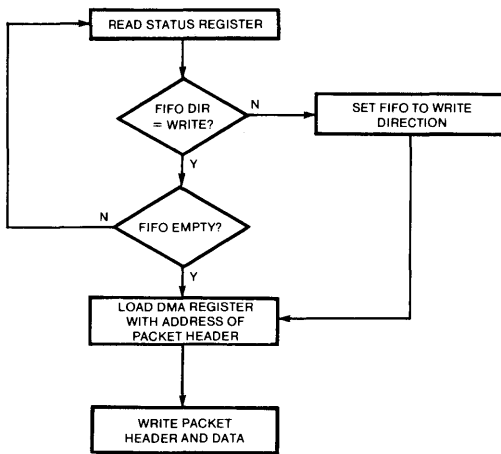 READ STATUS REGISTER
FIFO DIR
= WRITE?
N
SET FIFO TO WRITE
DIRECTION
Y
N
FIFO EMPTY?
Y
LOAD DMA REGISTER
WITH ADDRESS OF
PACKET HEADER
WRITE PACKET
HEADER AND DATA